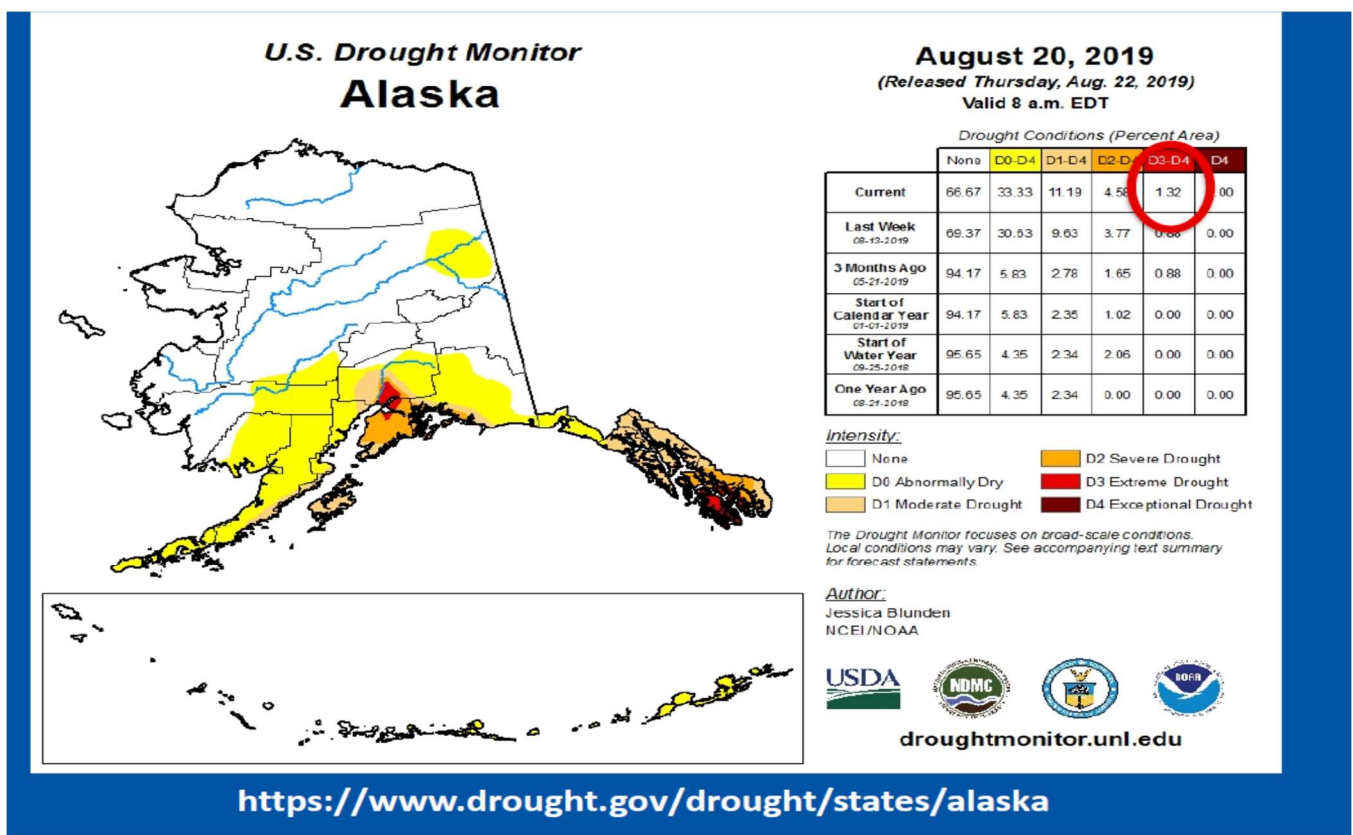 U.S. Drought Monitor
Alaska
August 20, 2019
(Released Thursday, Aug. 22, 2019)
Valid 8 a.m. EDT
Drought Conditions (Percent Area)
None D0-D4 D1-D4 D2-D4 D3-D4 D4
Current 66.67 33.33 11.19 4.58 1.32 .00
Last Week 69.37 30.63 9.63 3.77 0.88 0.00
08-13-2019
3 Months Ago 94.17 5.83 2.78 1.65 0.88 0.00
05-21-2019
Start of
Calendar Year 94.17 5.83 2.35 1.02 0.00 0.00
01-01-2019
Start of
Water Year 95.65 4.35 2.34 2.06 0.00 0.00
09-25-2018
One Year Ago 95.65 4.35 2.34 0.00 0.00 0.00
08-21-2018
Intensity:
None
D0 Abnormally Dry
D1 Moderate Drought
D2 Severe Drought
D3 Extreme Drought
D4 Exceptional Drought
The Drought Monitor focuses on broad-scale conditions.
Local conditions may vary. See accompanying text summary
for forecast statements.
Author:
Jessica Blunden
NCEI/NOAA
USDA
NDMC
NOAA
droughtmonitor.unl.edu
https://www.drought.gov/drought/states/alaska